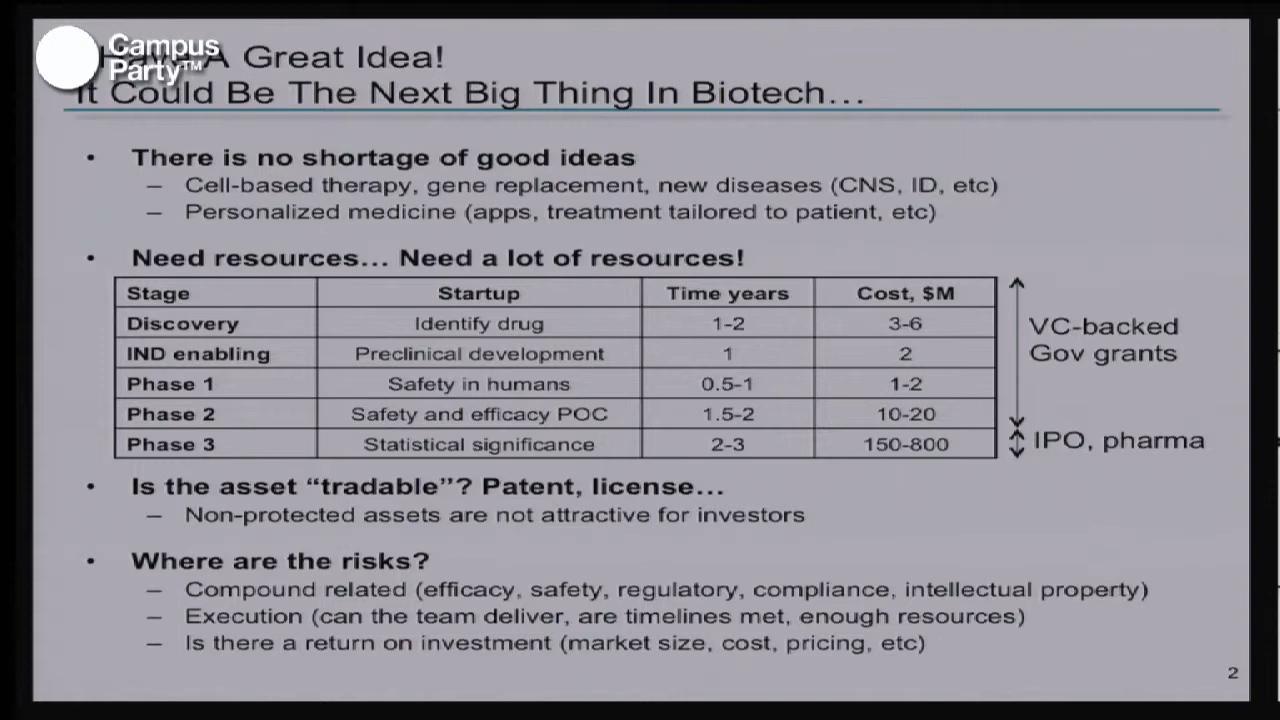 Campus
Party™
Have A Great Idea!
It Could Be The Next Big Thing In Biotech…
• There is no shortage of good ideas
– Cell-based therapy, gene replacement, new diseases (CNS, ID, etc)
– Personalized medicine (apps, treatment tailored to patient, etc)
• Need resources… Need a lot of resources!
Stage Startup Time years Cost, $M
Discovery Identify drug 1-2 3-6
IND enabling Preclinical development 1 2
Phase 1 Safety in humans 0.5-1 1-2
Phase 2 Safety and efficacy POC 1.5-2 10-20
Phase 3 Statistical significance 2-3 150-800
VC-backed
Gov grants
IPO, pharma
• Is the asset “tradable”? Patent, license…
– Non-protected assets are not attractive for investors
• Where are the risks?
– Compound related (efficacy, safety, regulatory, compliance, intellectual property)
– Execution (can the team deliver, are timelines met, enough resources)
– Is there a return on investment (market size, cost, pricing, etc)
2